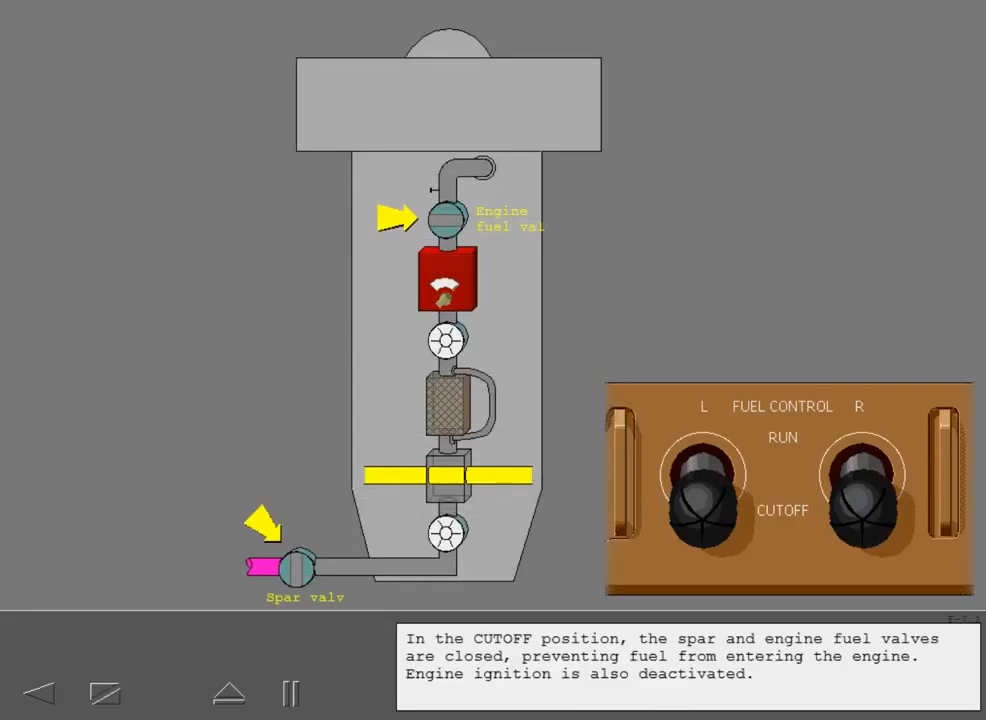 Engine
fuel val
L FUEL CONTROL R
RUN
CUTOFF
Spar valv
In the CUTOFF position, the spar and engine fuel valves
are closed, preventing fuel from entering the engine.
Engine ignition is also deactivated.